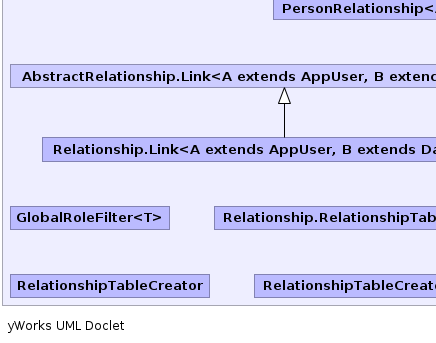 PersonRelationship<
AbstractRelationship.Link<A extends AppUser, B extend
Relationship.Link<A extends AppUser, B extends Da
GlobalRoleFilter<T> Relationship.RelationshipTab
RelationshipTableCreator RelationshipTableCreat
yWorks UML Doclet